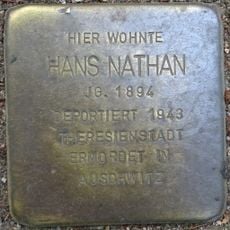 HIER WOHNTE
HANS NATHAN
JG. 1894
DEPORTIERT 1943
THERESIENSTADT
ERMORDET IN
AUSCHWITZ